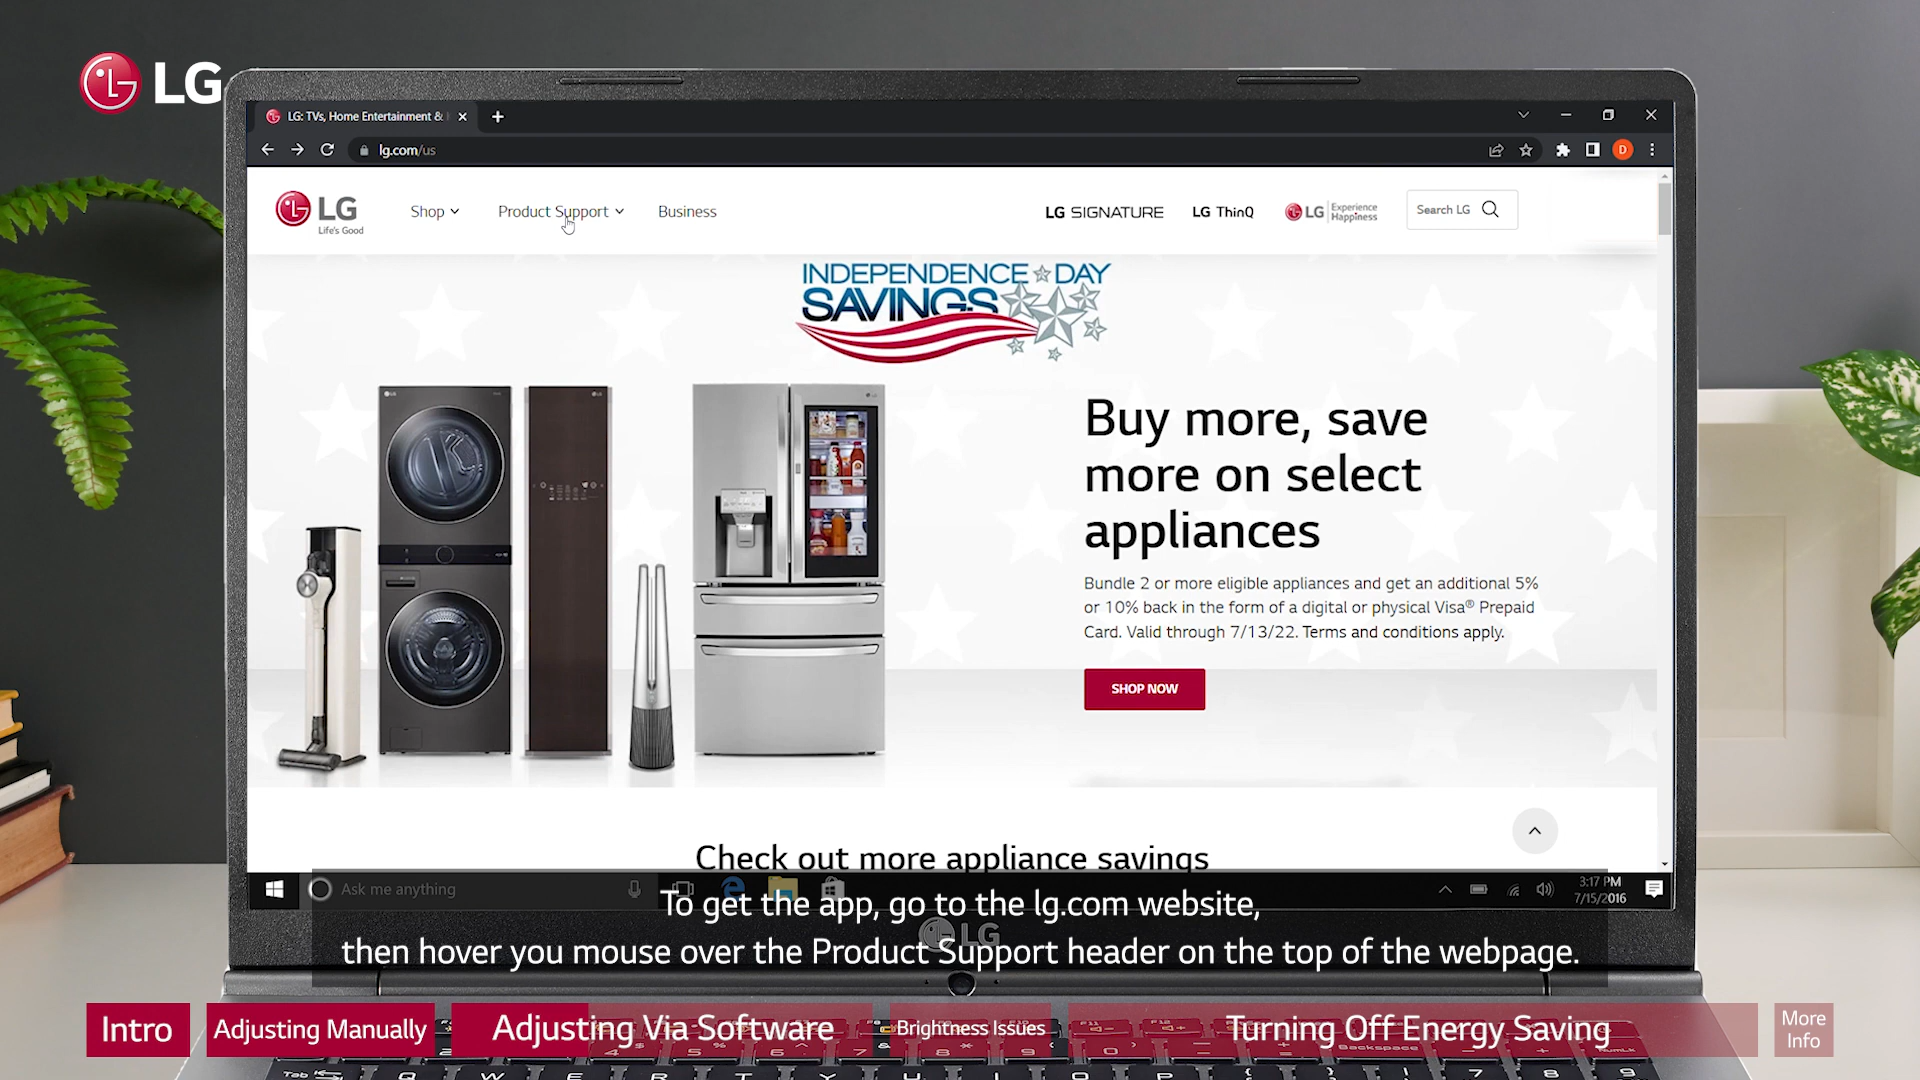 LG
LG: TVs, Home Entertainment &
lg.com/us
D
LG
Life's Good
Shop
Product Support
Business
LG SIGNATURE
LG ThinQ
LG Experience
Happiness
Search LG
INDEPENDENCE DAY
SAVINGS
Buy more, save
more on select
appliances
Bundle 2 or more eligible appliances and get an additional 5%
or 10% back in the form of a digital or physical Visa® Prepaid
Card. Valid through 7/13/22. Terms and conditions apply.
SHOP NOW
Check out more appliance savings
Ask me anything
3:17 PM
7/15/2016
To get the app, go to the lg.com website,
then hover you mouse over the Product Support header on the top of the webpage.
LG
Intro
Adjusting Manually
Adjusting Via Software
Brightness Issues
Turning Off Energy Saving
More
Info